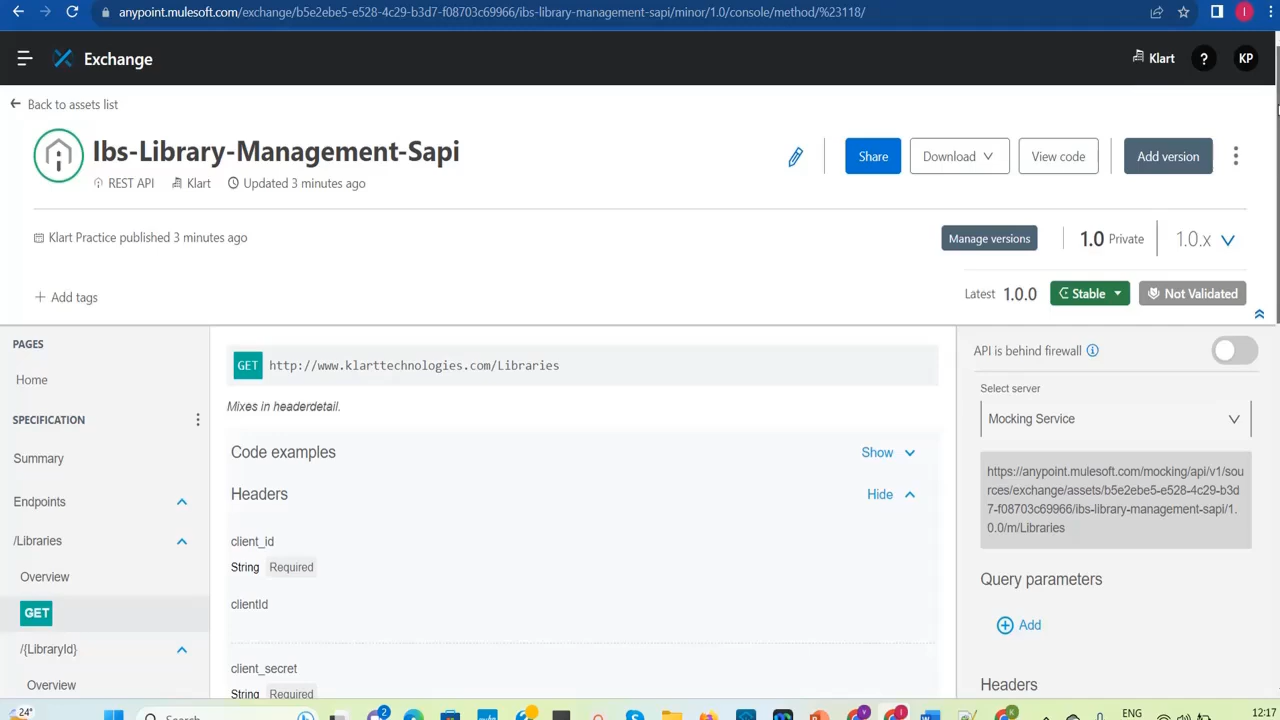 anypoint.mulesoft.com/exchange/b5e2ebe5-e528-4c29-b3d7-f08703c69966/ibs-library-management-sapi/minor/1.0/console/method/%23118/
I
Exchange
Klart
?
KP
Back to assets list
Ibs-Library-Management-Sapi
Share
Download
View code
Add version
REST API
Klart
Updated 3 minutes ago
Klart Practice published 3 minutes ago
Manage versions
1.0 Private
1.0.x
Add tags
Latest 1.0.0
Stable
Not Validated
PAGES
Home
SPECIFICATION
Summary
Endpoints
/Libraries
Overview
GET
/{LibraryId}
Overview
GET http://www.klarttechnologies.com/Libraries
Mixes in headerdetail.
Code examples
Show
Headers
Hide
client_id
String Required
clientId
client_secret
String Required
API is behind firewall
Select server
Mocking Service
https://anypoint.mulesoft.com/mocking/api/v1/sou
rces/exchange/assets/b5e2ebe5-e528-4c29-b3d
7-f08703c69966/ibs-library-management-sapi/1.
0.0/m/Libraries
Query parameters
Add
Headers
24°
Search
2
ENG
12:17